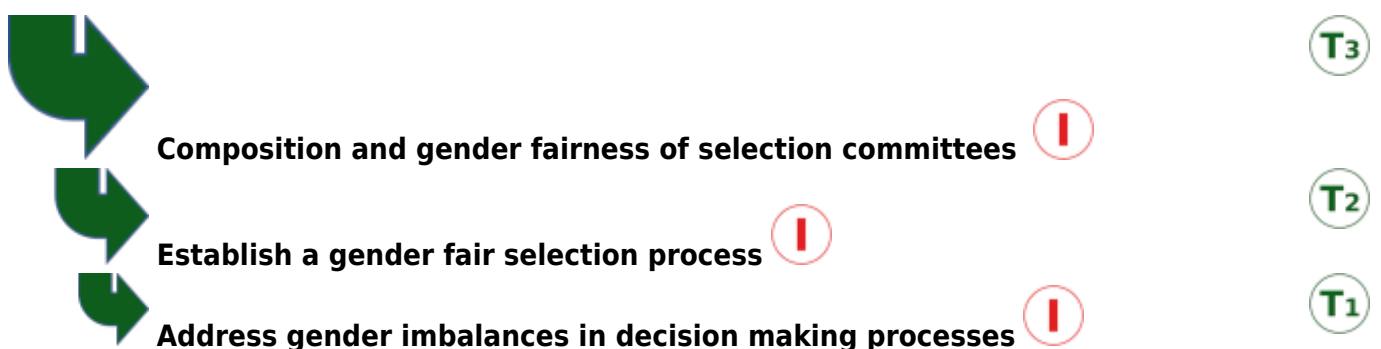 T3
Composition and gender fairness of selection committees I
T2
Establish a gender fair selection process I
T1
Address gender imbalances in decision making processes I